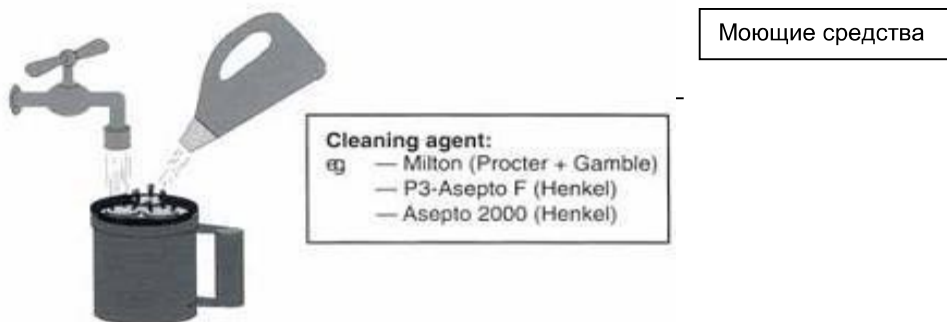 Моющие средства
Cleaning agent:
eg — Milton (Procter + Gamble)
— P3-Asepto F (Henkel)
— Asepto 2000 (Henkel)